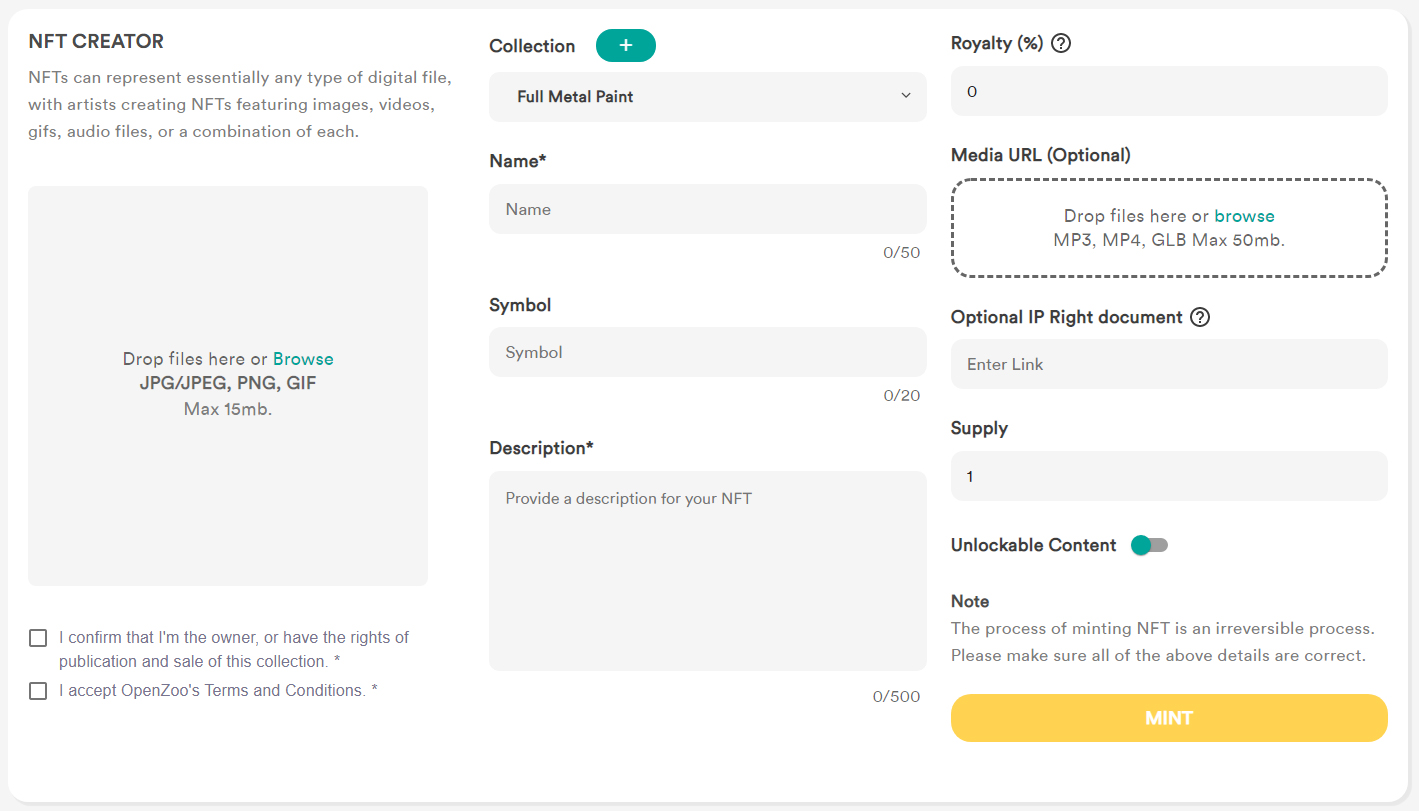 NFT CREATOR
NFTs can represent essentially any type of digital file,
with artists creating NFTs featuring images, videos,
gifs, audio files, or a combination of each.
Drop files here or Browse
JPG/JPEG, PNG, GIF
Max 15mb.
I confirm that I'm the owner, or have the rights of
publication and sale of this collection. *
I accept OpenZoo's Terms and Conditions. *
Collection +
Full Metal Paint
Name*
Name
0/50
Symbol
Symbol
0/20
Description*
Provide a description for your NFT
0/500
Royalty (%) ?
0
Media URL (Optional)
Drop files here or browse
MP3, MP4, GLB Max 50mb.
Optional IP Right document ?
Enter Link
Supply
1
Unlockable Content
Note
The process of minting NFT is an irreversible process.
Please make sure all of the above details are correct.
MINT